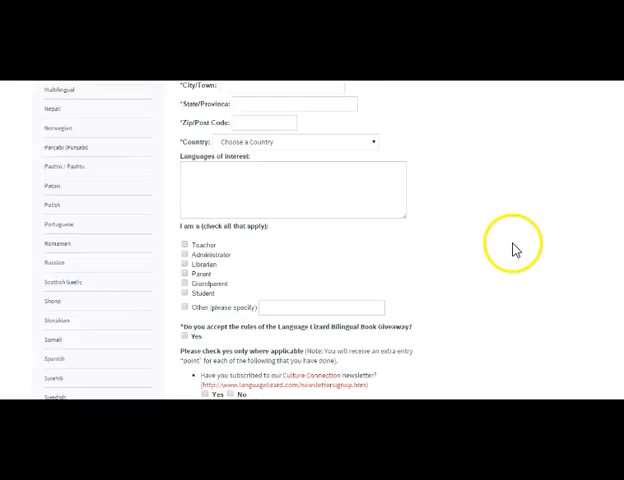 Multilingual
Nepali
Norwegian
Panjabi (Punjabi)
Pashto / Pashtu
Patois
Polish
Portuguese
Romanian
Russian
Scottish Gaelic
Shona
Slovakian
Somali
Spanish
Swahili
Swedish
*City/Town:
*State/Province:
*Zip/Post Code:
*Country: Choose a Country
Languages of interest:
I am a (check all that apply):
Teacher
Administrator
Librarian
Parent
Grandparent
Student
Other (please specify)
*Do you accept the rules of the Language Lizard Bilingual Book Giveaway?
Yes
Please check yes only where applicable (Note: You will receive an extra entry
"point" for each of the following that you have done).
Have you subscribed to our Culture Connection newsletter?
(http://www.languagelizard.com/newslettersignup.htm)
Yes No